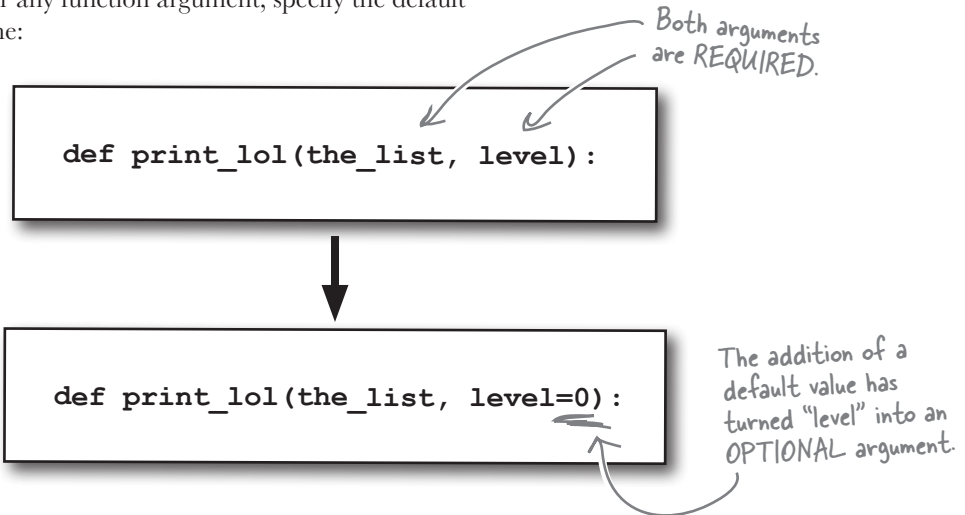 r any function argument, specify the default
ne:
Both arguments
are REQUIRED.
def print_lol(the_list, level):
def print_lol(the_list, level=0):
The addition of a
default value has
turned "level" into an
OPTIONAL argument.